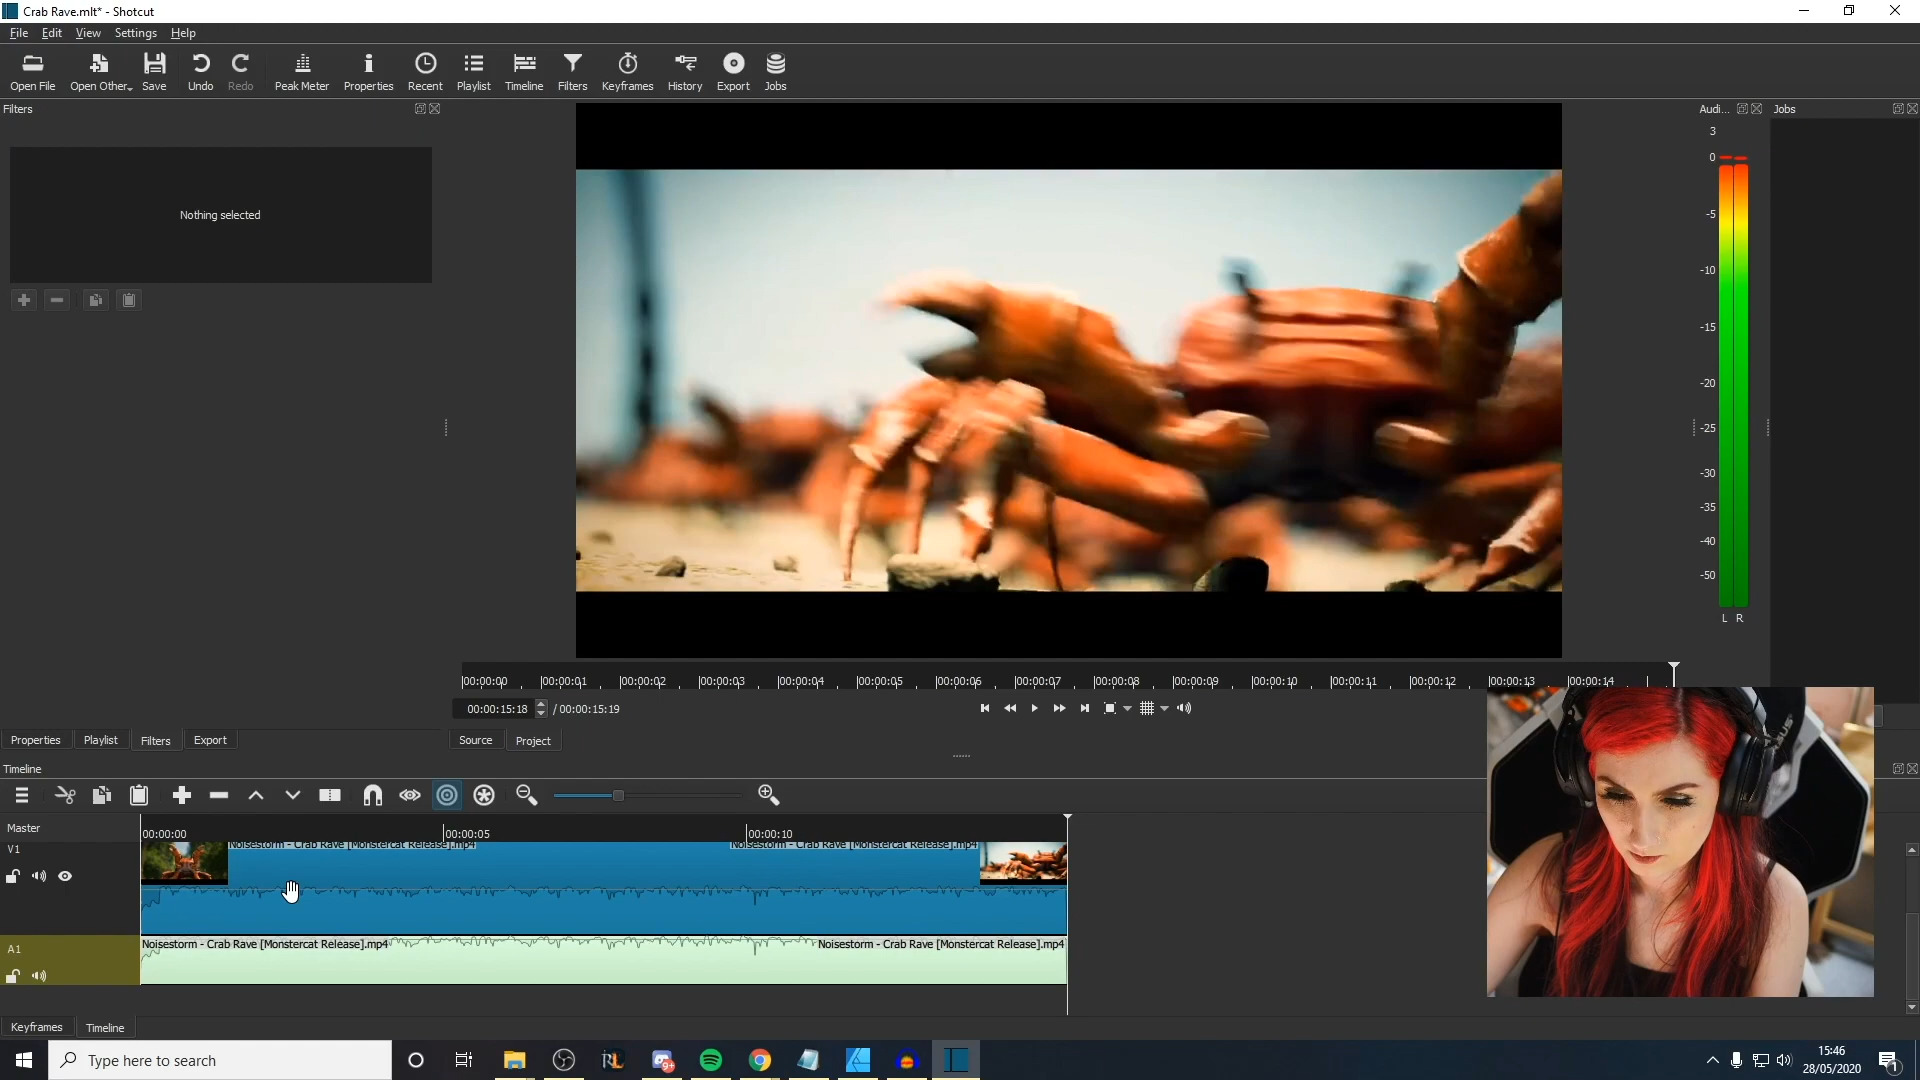 Crab Rave.mlt* - Shotcut
File Edit View Settings Help
Open File Open Other Save Undo Redo Peak Meter Properties Recent Playlist Timeline Filters Keyframes History Export Jobs
Filters
Audi...
Jobs
Nothing selected
3
0
-5
-10
-15
-20
-25
-30
-35
-40
-50
L R
00:00:00 00:00:01 00:00:02 00:00:03 00:00:04 00:00:05 00:00:06 00:00:07 00:00:08 00:00:09 00:00:10 00:00:11 00:00:12 00:00:13 00:00:14
00:00:15:18 / 00:00:15:19
Properties Playlist Filters Export
Source Project
Timeline
Master
00:00:00 00:00:05 00:00:10
V1
Noisestorm - Crab Rave [Monstercat Release].mp4 Noisestorm - Crab Rave [Monstercat Release].mp4
A1
Noisestorm - Crab Rave [Monstercat Release].mp4 Noisestorm - Crab Rave [Monstercat Release].mp4
ASUS
Keyframes Timeline
Type here to search
RL
9+
15:46
28/05/2020
1